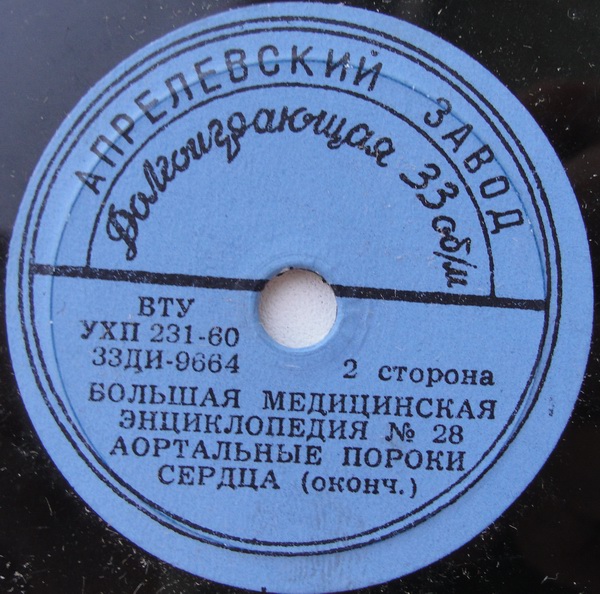 АПРЕЛЕВСКИЙ ЗАВОД
Долгоиграющая 33 об/м
ВТУ
УХП 231-60
33ДИ-9664
2 сторона
БОЛЬШАЯ МЕДИЦИНСКАЯ
ЭНЦИКЛОПЕДИЯ № 28
АОРТАЛЬНЫЕ ПОРОКИ
СЕРДЦА (оконч.)